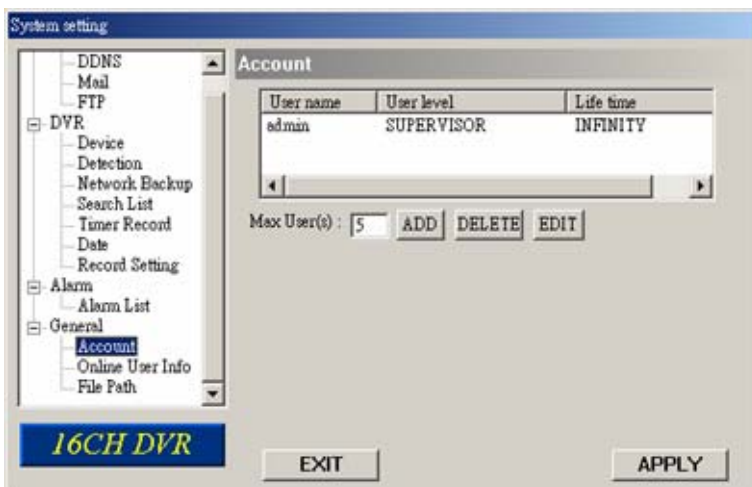 System setting
DDNS
Mail
FTP
DVR
Device
Detection
Network Backup
Search List
Timer Record
Date
Record Setting
Alarm
Alarm List
General
Account
Online User Info
File Path
16CH DVR
Account
User name User level Life time
admin SUPERVISOR INFINITY
Max User(s) : 5 ADD DELETE EDIT
EXIT APPLY